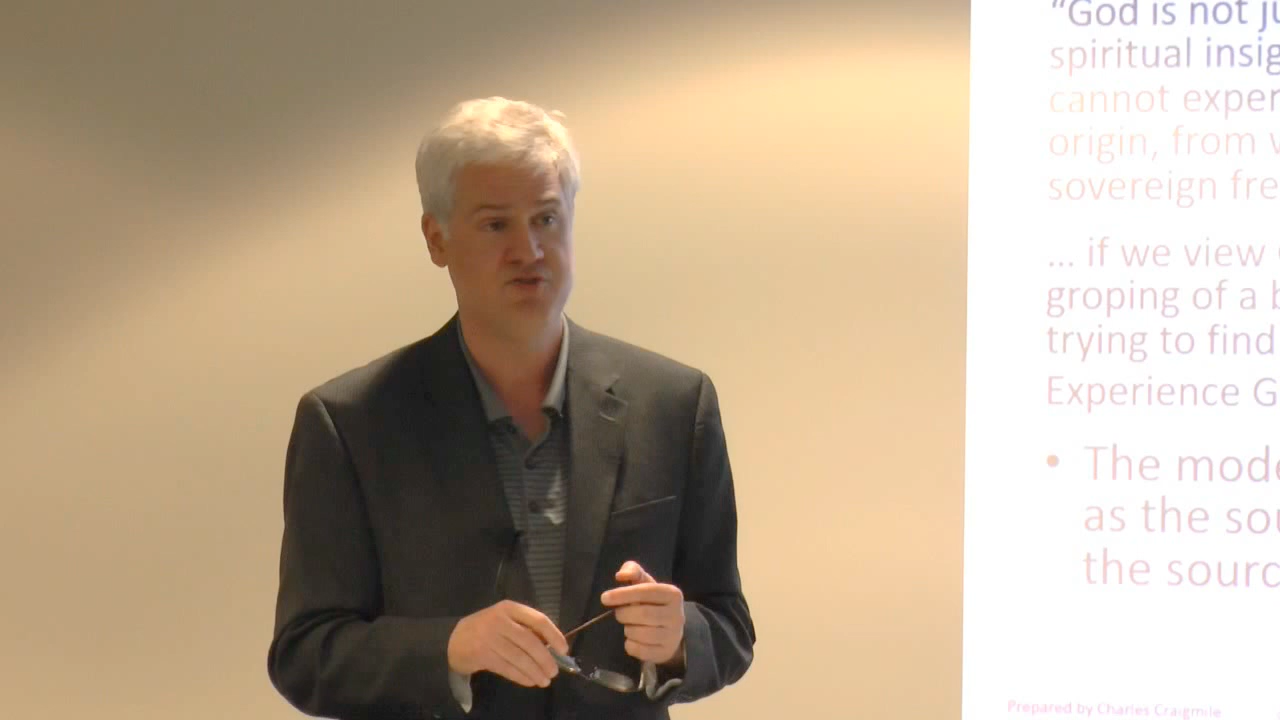 “God is not ju
spiritual insig
cannot exper
origin, from v
sovereign fre
... if we view
groping of a b
trying to find
Experience G
• The mode
as the sou
the sourc
Prepared by Charles Craigmile